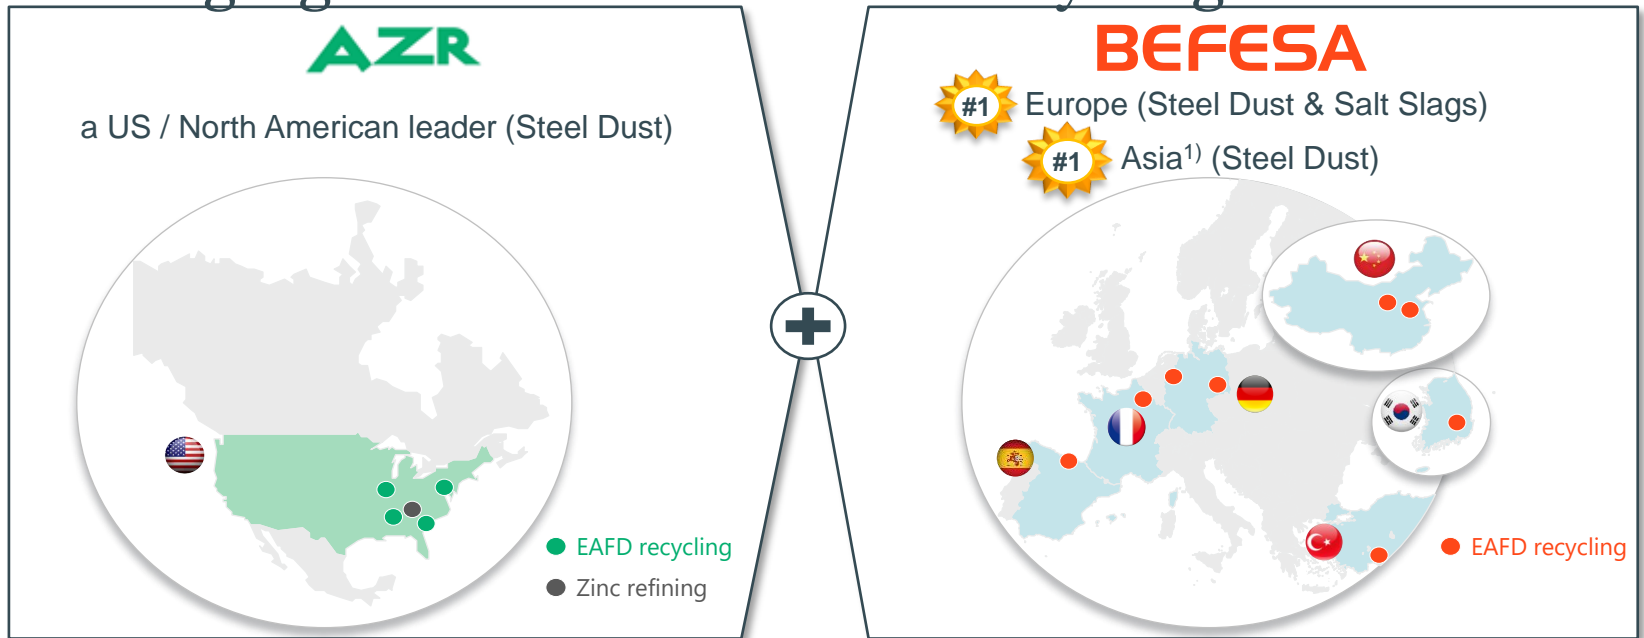 AZR
a US / North American leader (Steel Dust)
EAFD recycling
Zinc refining
BEFESA
#1 Europe (Steel Dust & Salt Slags)
#1 Asia¹⁾ (Steel Dust)
EAFD recycling